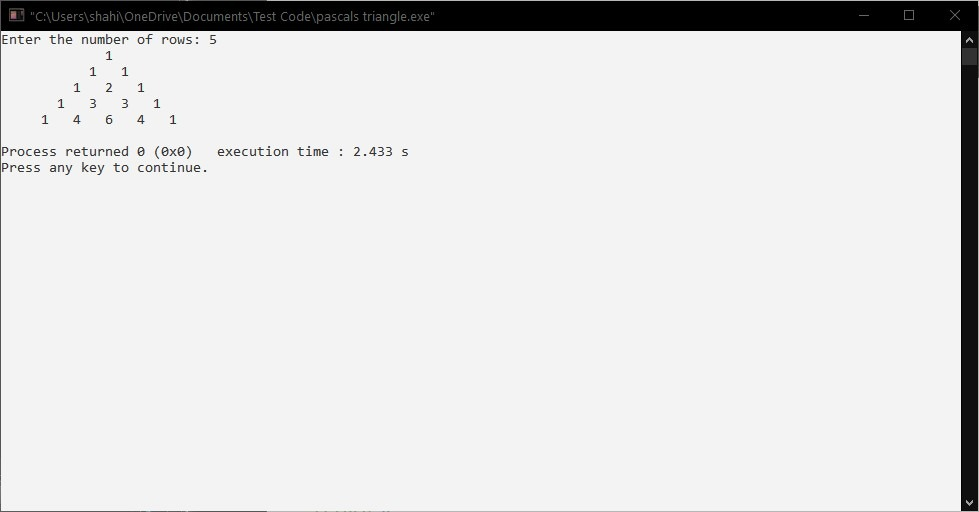 "C:\Users\shahi\OneDrive\Documents\Test Code\pascals triangle.exe"
Enter the number of rows: 5
             1
           1   1
         1   2   1
       1   3   3   1
     1   4   6   4   1

Process returned 0 (0x0)   execution time : 2.433 s
Press any key to continue.